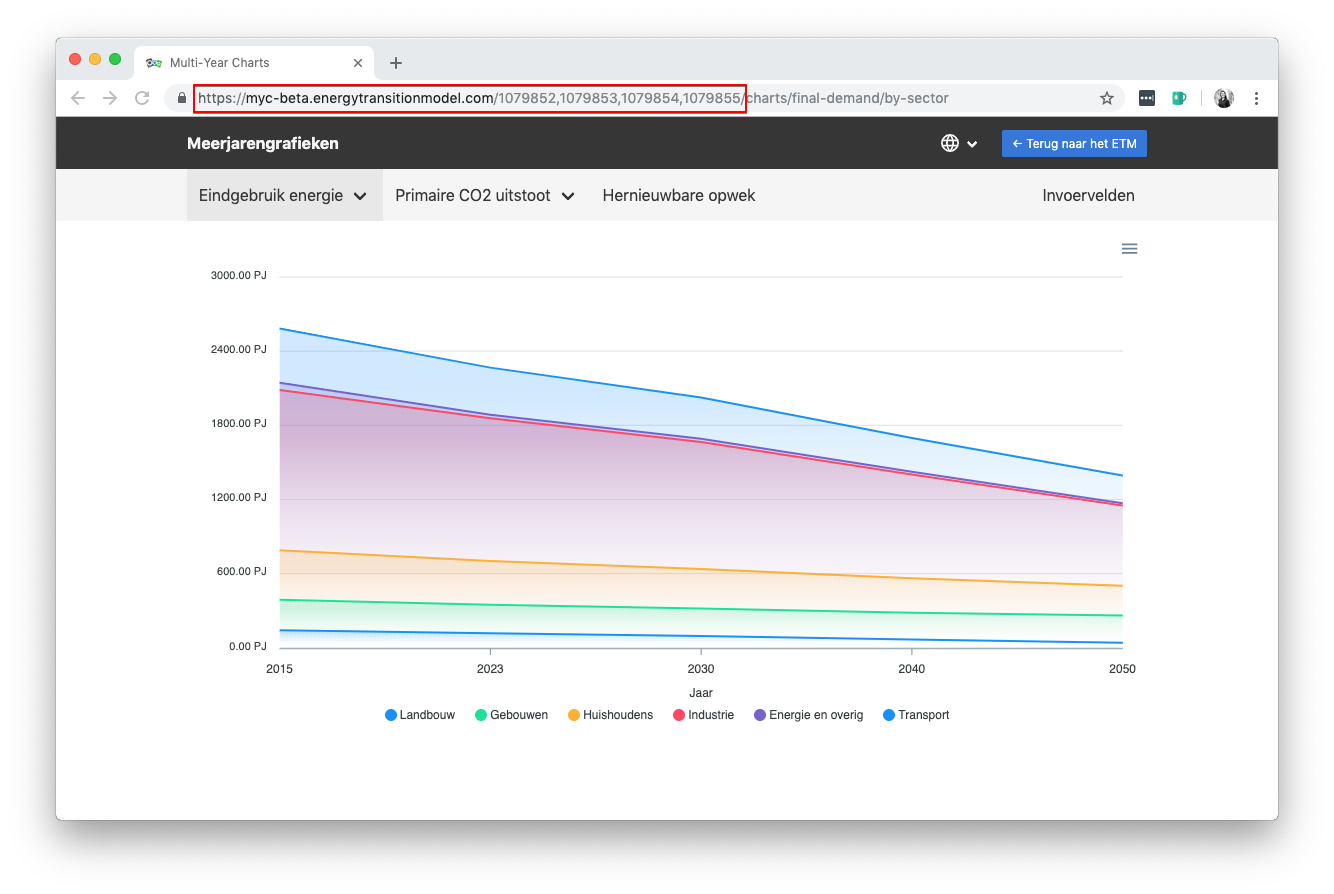 Multi-Year Charts
https://myc-beta.energytransitionmodel.com/1079852,1079853,1079854,1079855/charts/final-demand/by-sector
Meerjarengrafieken
← Terug naar het ETM
Eindgebruik energie Primaire CO2 uitstoot Hernieuwbare opwek Invoervelden
3000.00 PJ
2400.00 PJ
1800.00 PJ
1200.00 PJ
600.00 PJ
0.00 PJ
2015 2023 2030 2040 2050
Jaar
Landbouw Gebouwen Huishoudens Industrie Energie en overig Transport